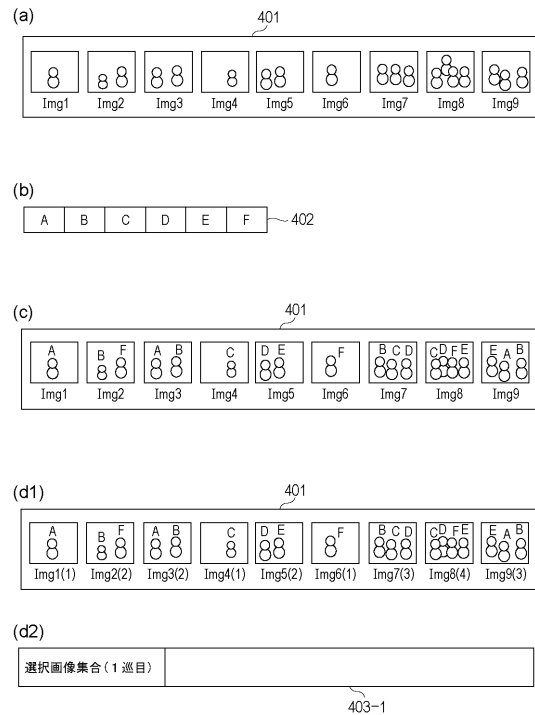 (a)
401
Img1 Img2 Img3 Img4 Img5 Img6 Img7 Img8 Img9
(b)
A B C D E F
402
(c)
401
A B F A B C D E F B C D C D F E E A B
Img1 Img2 Img3 Img4 Img5 Img6 Img7 Img8 Img9
(d1)
401
A B F A B C D E F B C D C D F E E A B
Img1(1) Img2(2) Img3(2) Img4(1) Img5(2) Img6(1) Img7(3) Img8(4) Img9(3)
(d2)
選択画像集合(1巡目)
403-1